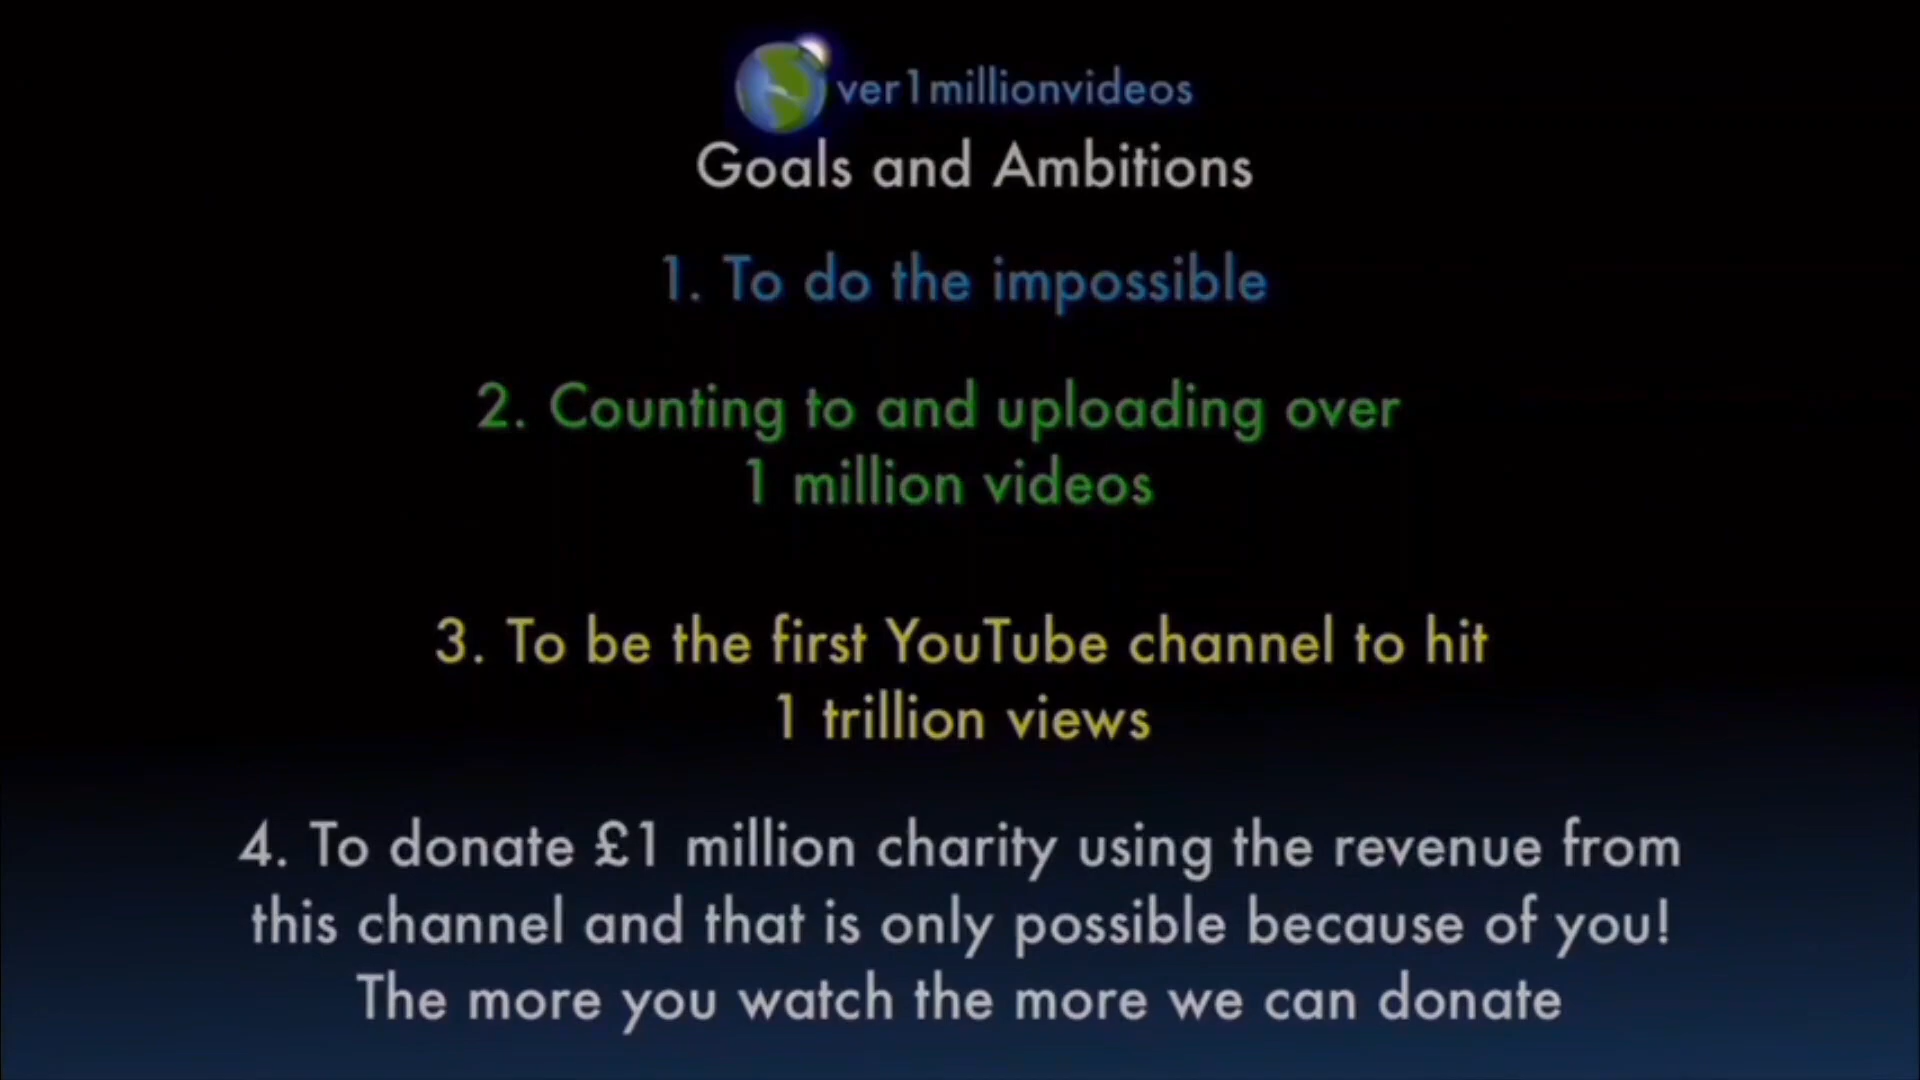 ver1millionvideos
Goals and Ambitions
1. To do the impossible
2. Counting to and uploading over
1 million videos
3. To be the first YouTube channel to hit
1 trillion views
4. To donate £1 million charity using the revenue from
this channel and that is only possible because of you!
The more you watch the more we can donate